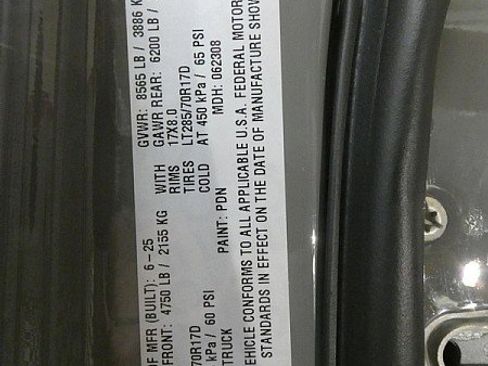 OF MFR (BUILT): 6-25 GVWR: 8565 LB / 3886 K
FRONT: 4750 LB / 2155 KG WITH GAWR REAR: 6200 LB /
RIMS 17X8.0
70R17D TIRES LT285/70R17D
kPa / 60 PSI COLD AT 450 kPa / 65 PSI
TRUCK PAINT: PDN MDH: 062308
VEHICLE CONFORMS TO ALL APPLICABLE U.S.A. FEDERAL MOTOR
STANDARDS IN EFFECT ON THE DATE OF MANUFACTURE SHOW